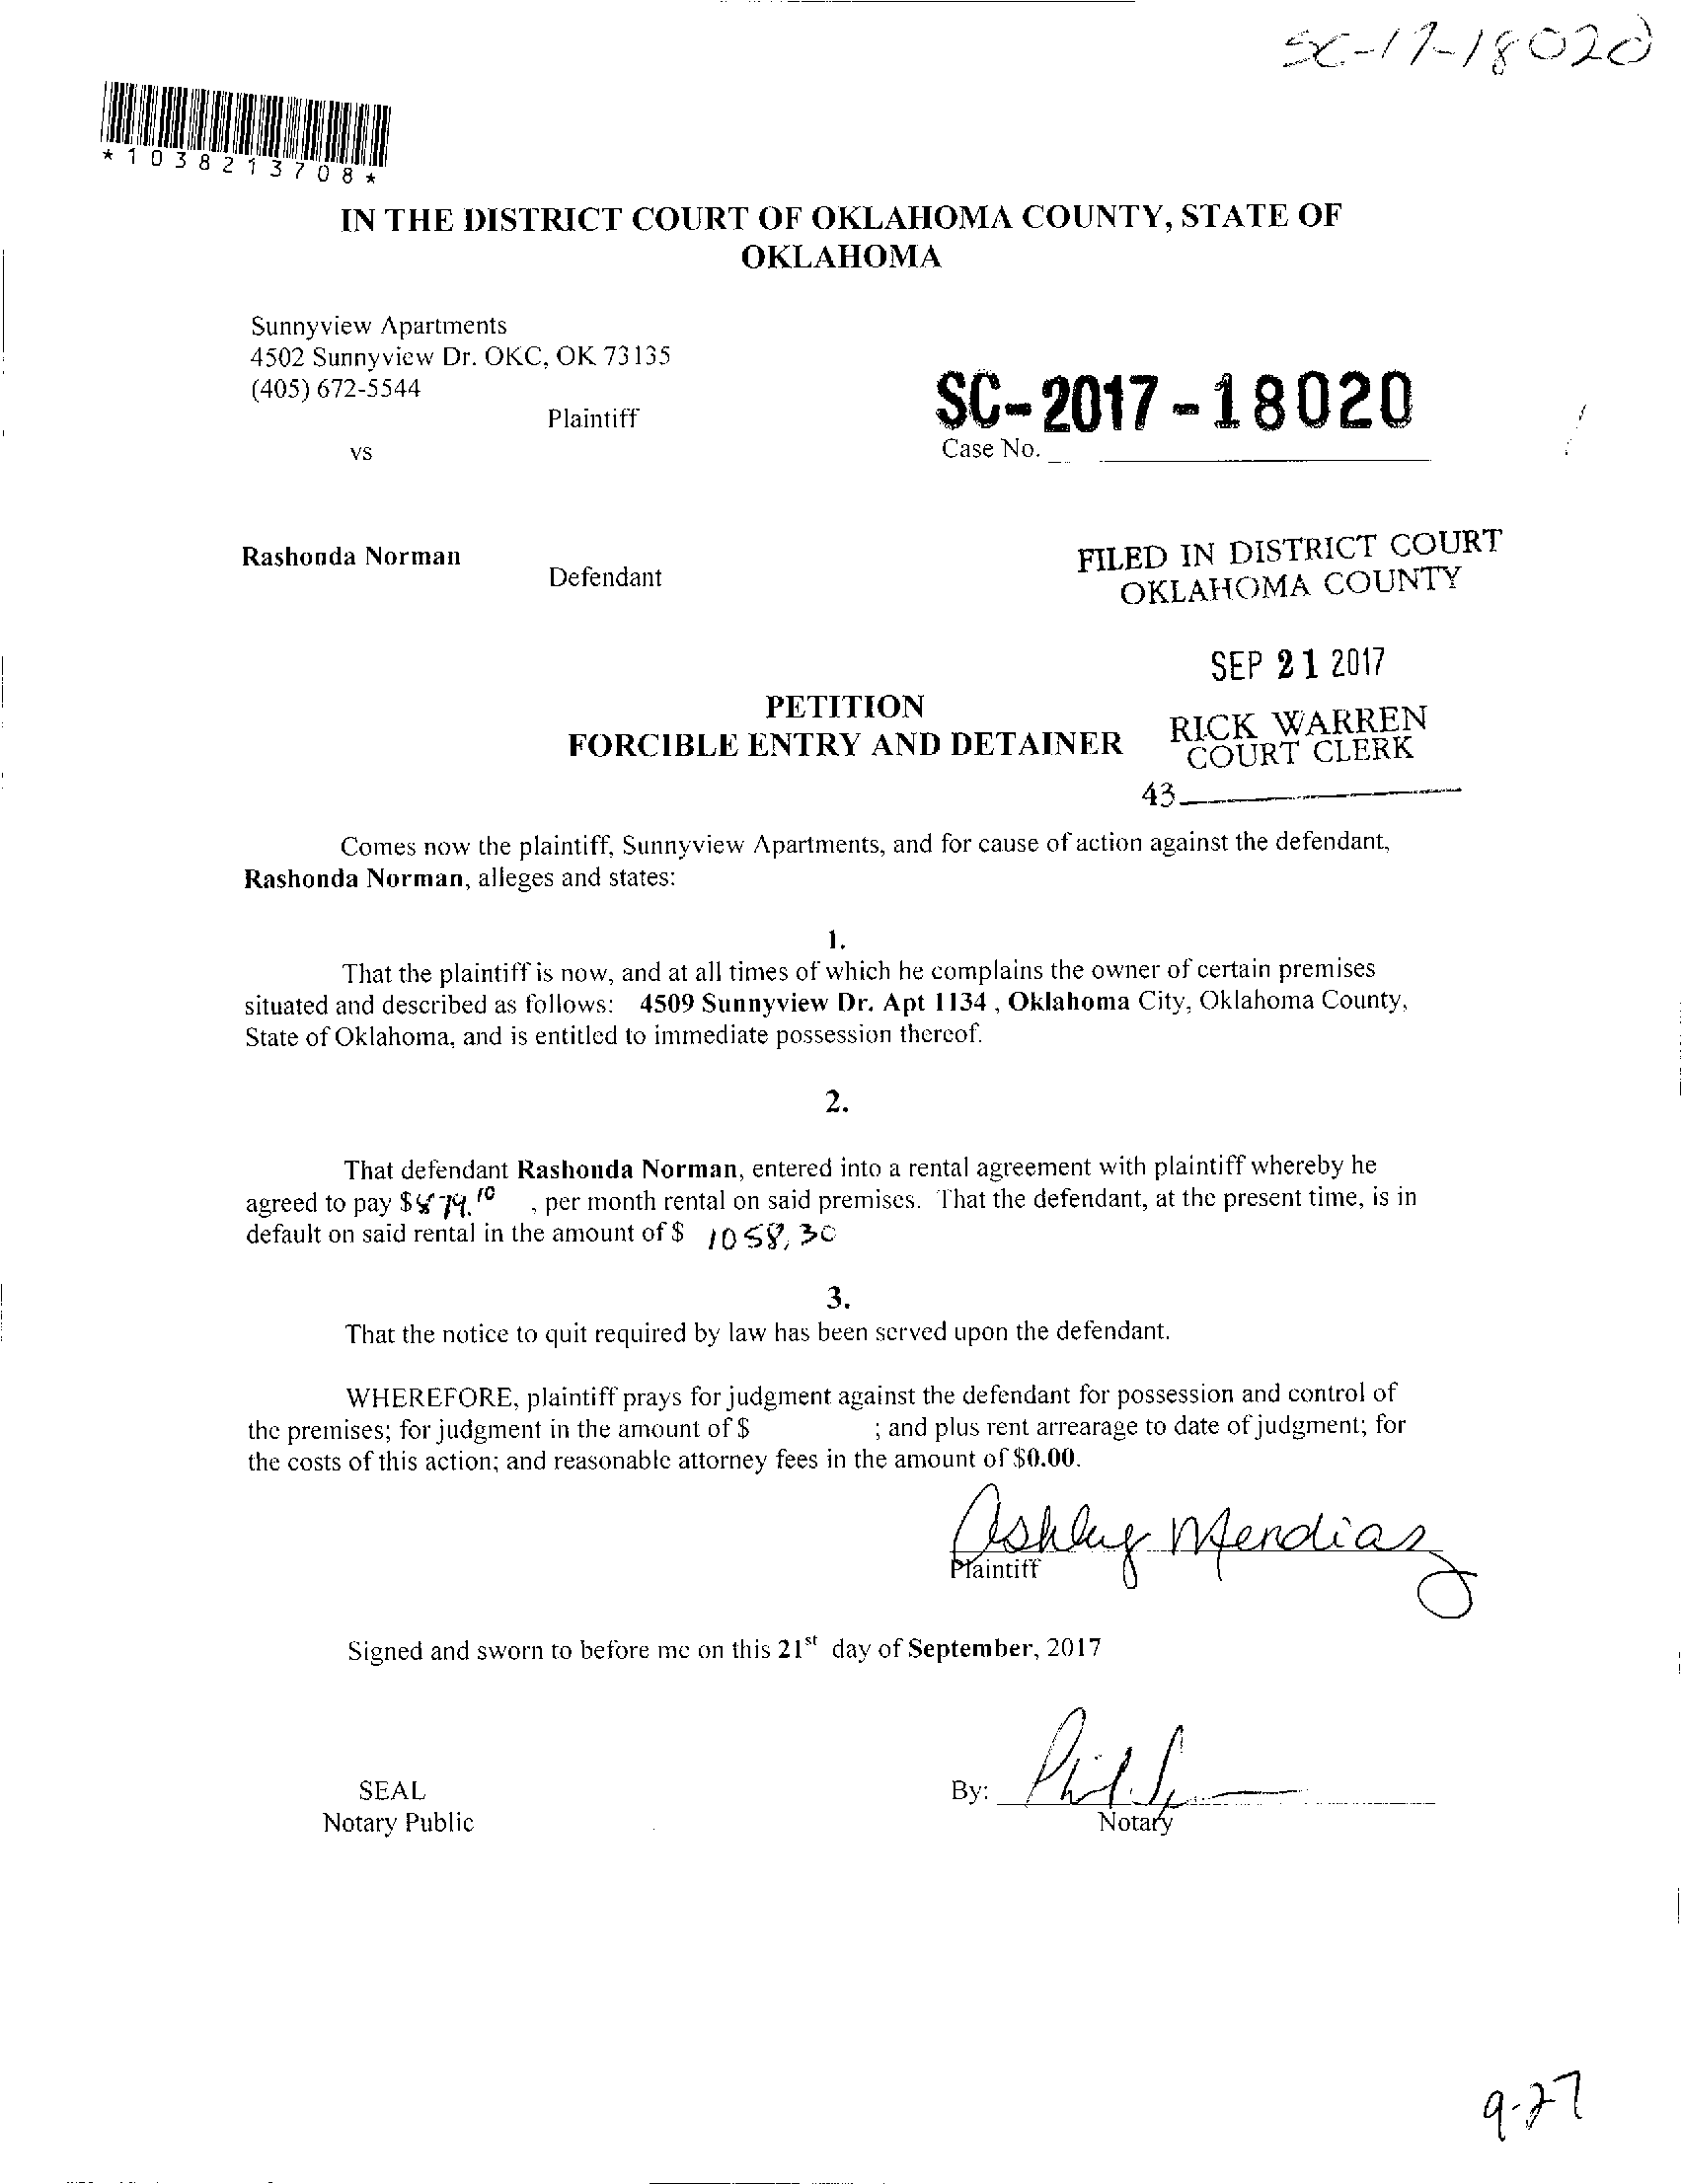 SC-17-18020
*1038213708*
IN THE DISTRICT COURT OF OKLAHOMA COUNTY, STATE OF
OKLAHOMA
Sunnyview Apartments
4502 Sunnyview Dr. OKC, OK 73135
(405) 672-5544
Plaintiff
vs
SC-2017-18020
Case No.
Rashonda Norman
Defendant
FILED IN DISTRICT COURT
OKLAHOMA COUNTY
SEP 21 2017
RICK WARREN
COURT CLERK
43
PETITION
FORCIBLE ENTRY AND DETAINER
Comes now the plaintiff, Sunnyview Apartments, and for cause of action against the defendant,
Rashonda Norman, alleges and states:
1.
That the plaintiff is now, and at all times of which he complains the owner of certain premises
situated and described as follows: 4509 Sunnyview Dr. Apt 1134 , Oklahoma City, Oklahoma County,
State of Oklahoma, and is entitled to immediate possession thereof.
2.
That defendant Rashonda Norman, entered into a rental agreement with plaintiff whereby he
agreed to pay $ , per month rental on said premises. That the defendant, at the present time, is in
default on said rental in the amount of $ 1058.30
3.
That the notice to quit required by law has been served upon the defendant.
WHEREFORE, plaintiff prays for judgment against the defendant for possession and control of
the premises; for judgment in the amount of $ ; and plus rent arrearage to date of judgment; for
the costs of this action; and reasonable attorney fees in the amount of $0.00.
Ashley Mendiaz
Plaintiff
Signed and sworn to before me on this 21st day of September, 2017
SEAL
Notary Public
By:
Notary
9-27